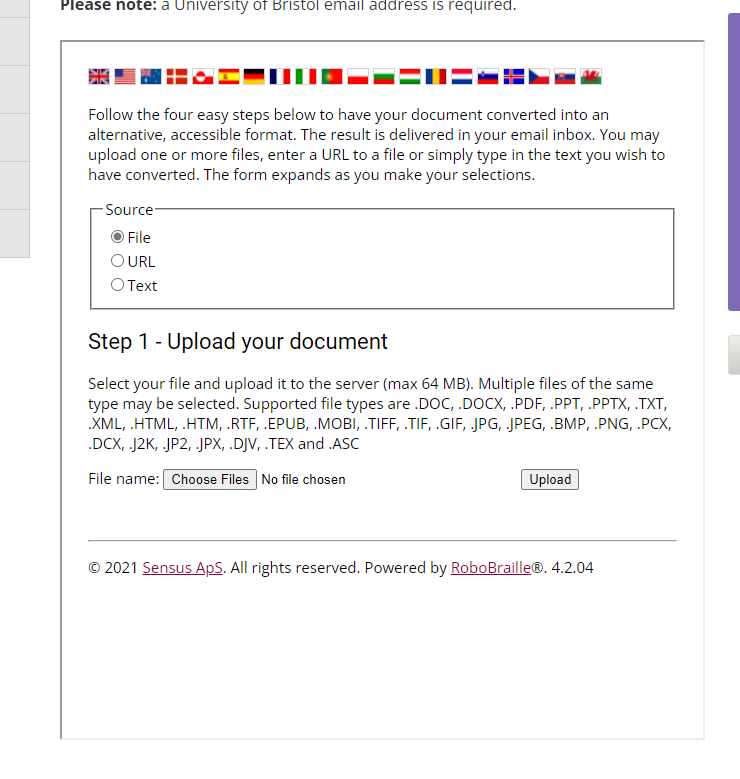 Please note: a University of Bristol email address is required.
Follow the four easy steps below to have your document converted into an
alternative, accessible format. The result is delivered in your email inbox. You may
upload one or more files, enter a URL to a file or simply type in the text you wish to
have converted. The form expands as you make your selections.
Source
File
URL
Text
Step 1 - Upload your document
Select your file and upload it to the server (max 64 MB). Multiple files of the same
type may be selected. Supported file types are .DOC, .DOCX, .PDF, .PPT, .PPTX, .TXT,
.XML, .HTML, .HTM, .RTF, .EPUB, .MOBI, .TIFF, .TIF, .GIF, .JPG, .JPEG, .BMP, .PNG, .PCX,
.DCX, .J2K, .JP2, .JPX, .DJV, .TEX and .ASC
File name: Choose Files No file chosen Upload
© 2021 Sensus ApS. All rights reserved. Powered by RoboBraille®. 4.2.04